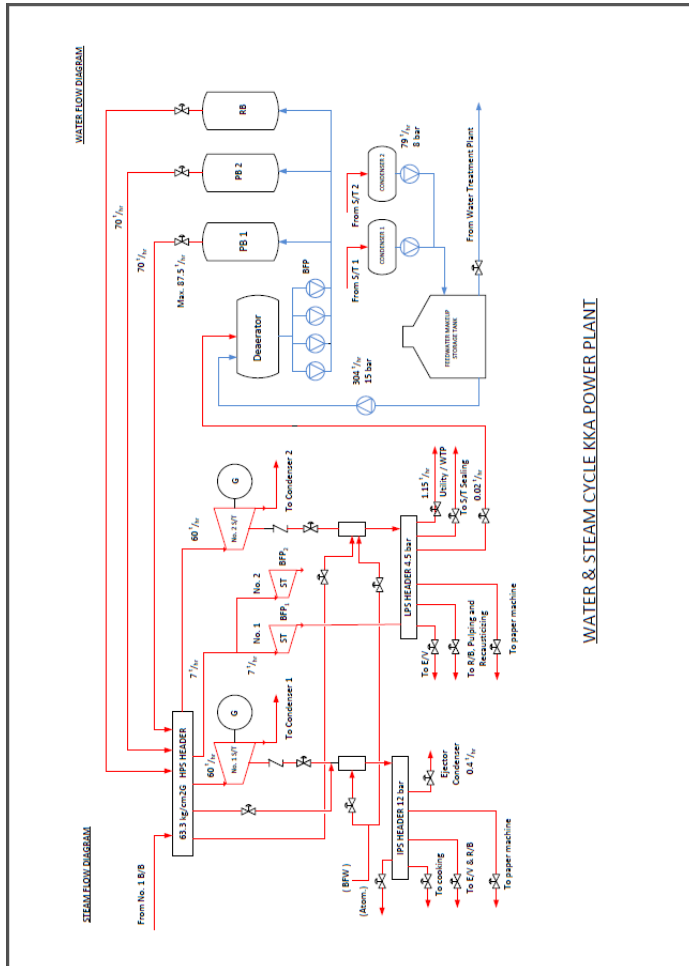 STEAM FLOW DIAGRAM
WATER FLOW DIAGRAM
From No. 1 B/B
63.3 kg/cm2G HPS HEADER
70 t/hr
70 t/hr
Max. 87.5 t/hr
PB 1
PB 2
RB
60 t/hr
No. 1 S/T
G
To Condenser 1
7 t/hr
7 t/hr
No. 1
ST
BFP1
No. 2
ST
BFP2
60 t/hr
No. 2 S/T
G
To Condenser 2
Deaerator
BFP
304 t/hr
15 bar
From S/T 1
CONDENSER 1
From S/T 2
CONDENSER 2
79 t/hr
8 bar
FEEDWATER MAKEUP
STORAGE TANK
From Water Treatment Plant
( BFW )
(Atom.)
IPS HEADER 12 bar
To cooking
To E/V & R/B
To paper machine
Ejector
Condenser
0.4 t/hr
LPS HEADER 4.5 bar
To E/V
To R/B, Pulping and
Recausticizing
To paper machine
1.15 t/hr
Utility / WTP
To S/T Sealing
0.02 t/hr
WATER & STEAM CYCLE KKA POWER PLANT